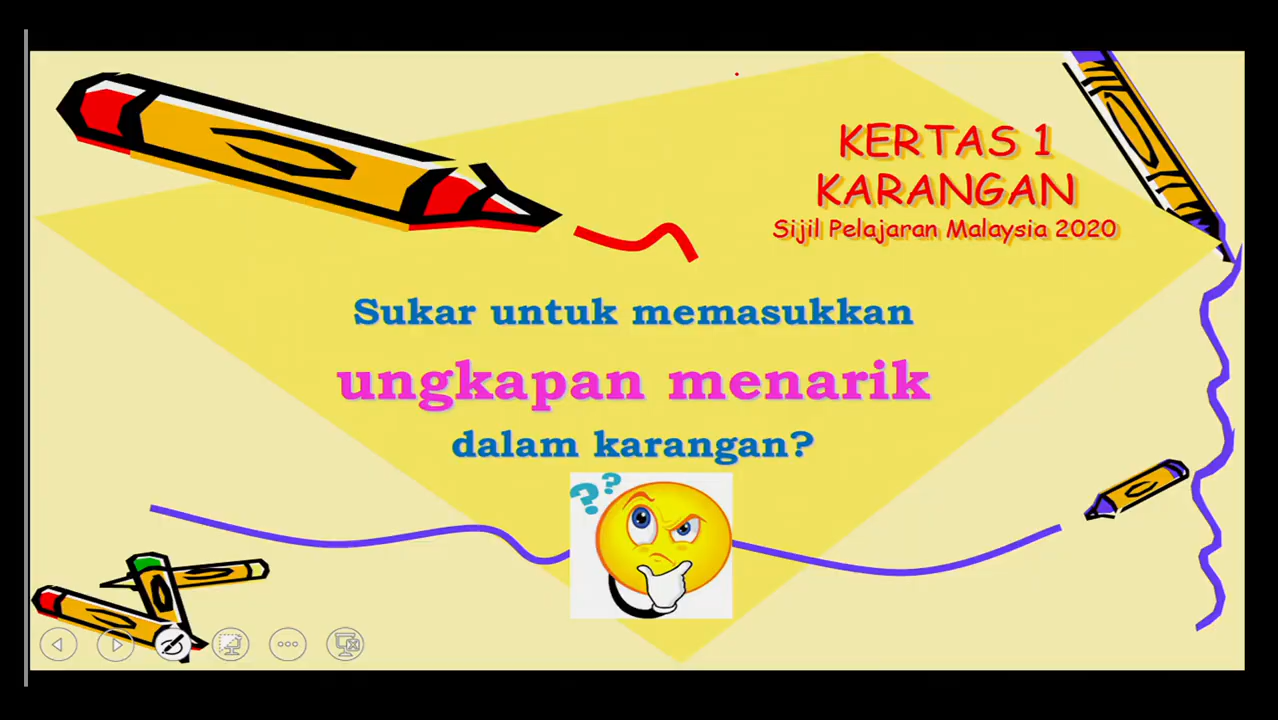 KERTAS 1
KARANGAN
Sijil Pelajaran Malaysia 2020
Sukar untuk memasukkan
ungkapan menarik
dalam karangan?
??